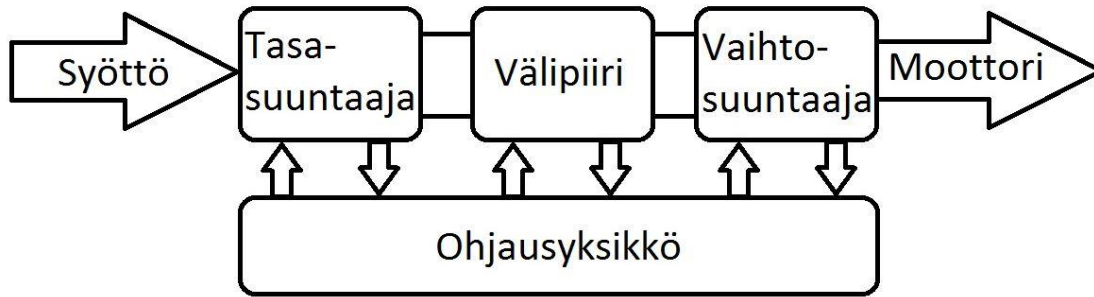 Syöttö
Tasa-
suuntaaja
Välipiiri
Vaihto-
suuntaaja
Moottori
Ohjausyksikkö